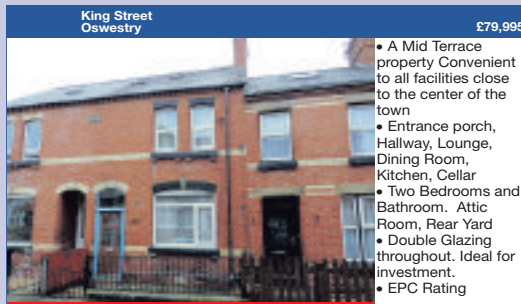 King Street
Oswestry
£79,995
• A Mid Terrace
property Convenient
to all facilities close
to the center of the
town
• Entrance porch,
Hallway, Lounge,
Dining Room,
Kitchen, Cellar
• Two Bedrooms and
Bathroom. Attic
Room, Rear Yard
• Double Glazing
throughout. Ideal for
investment.
• EPC Rating